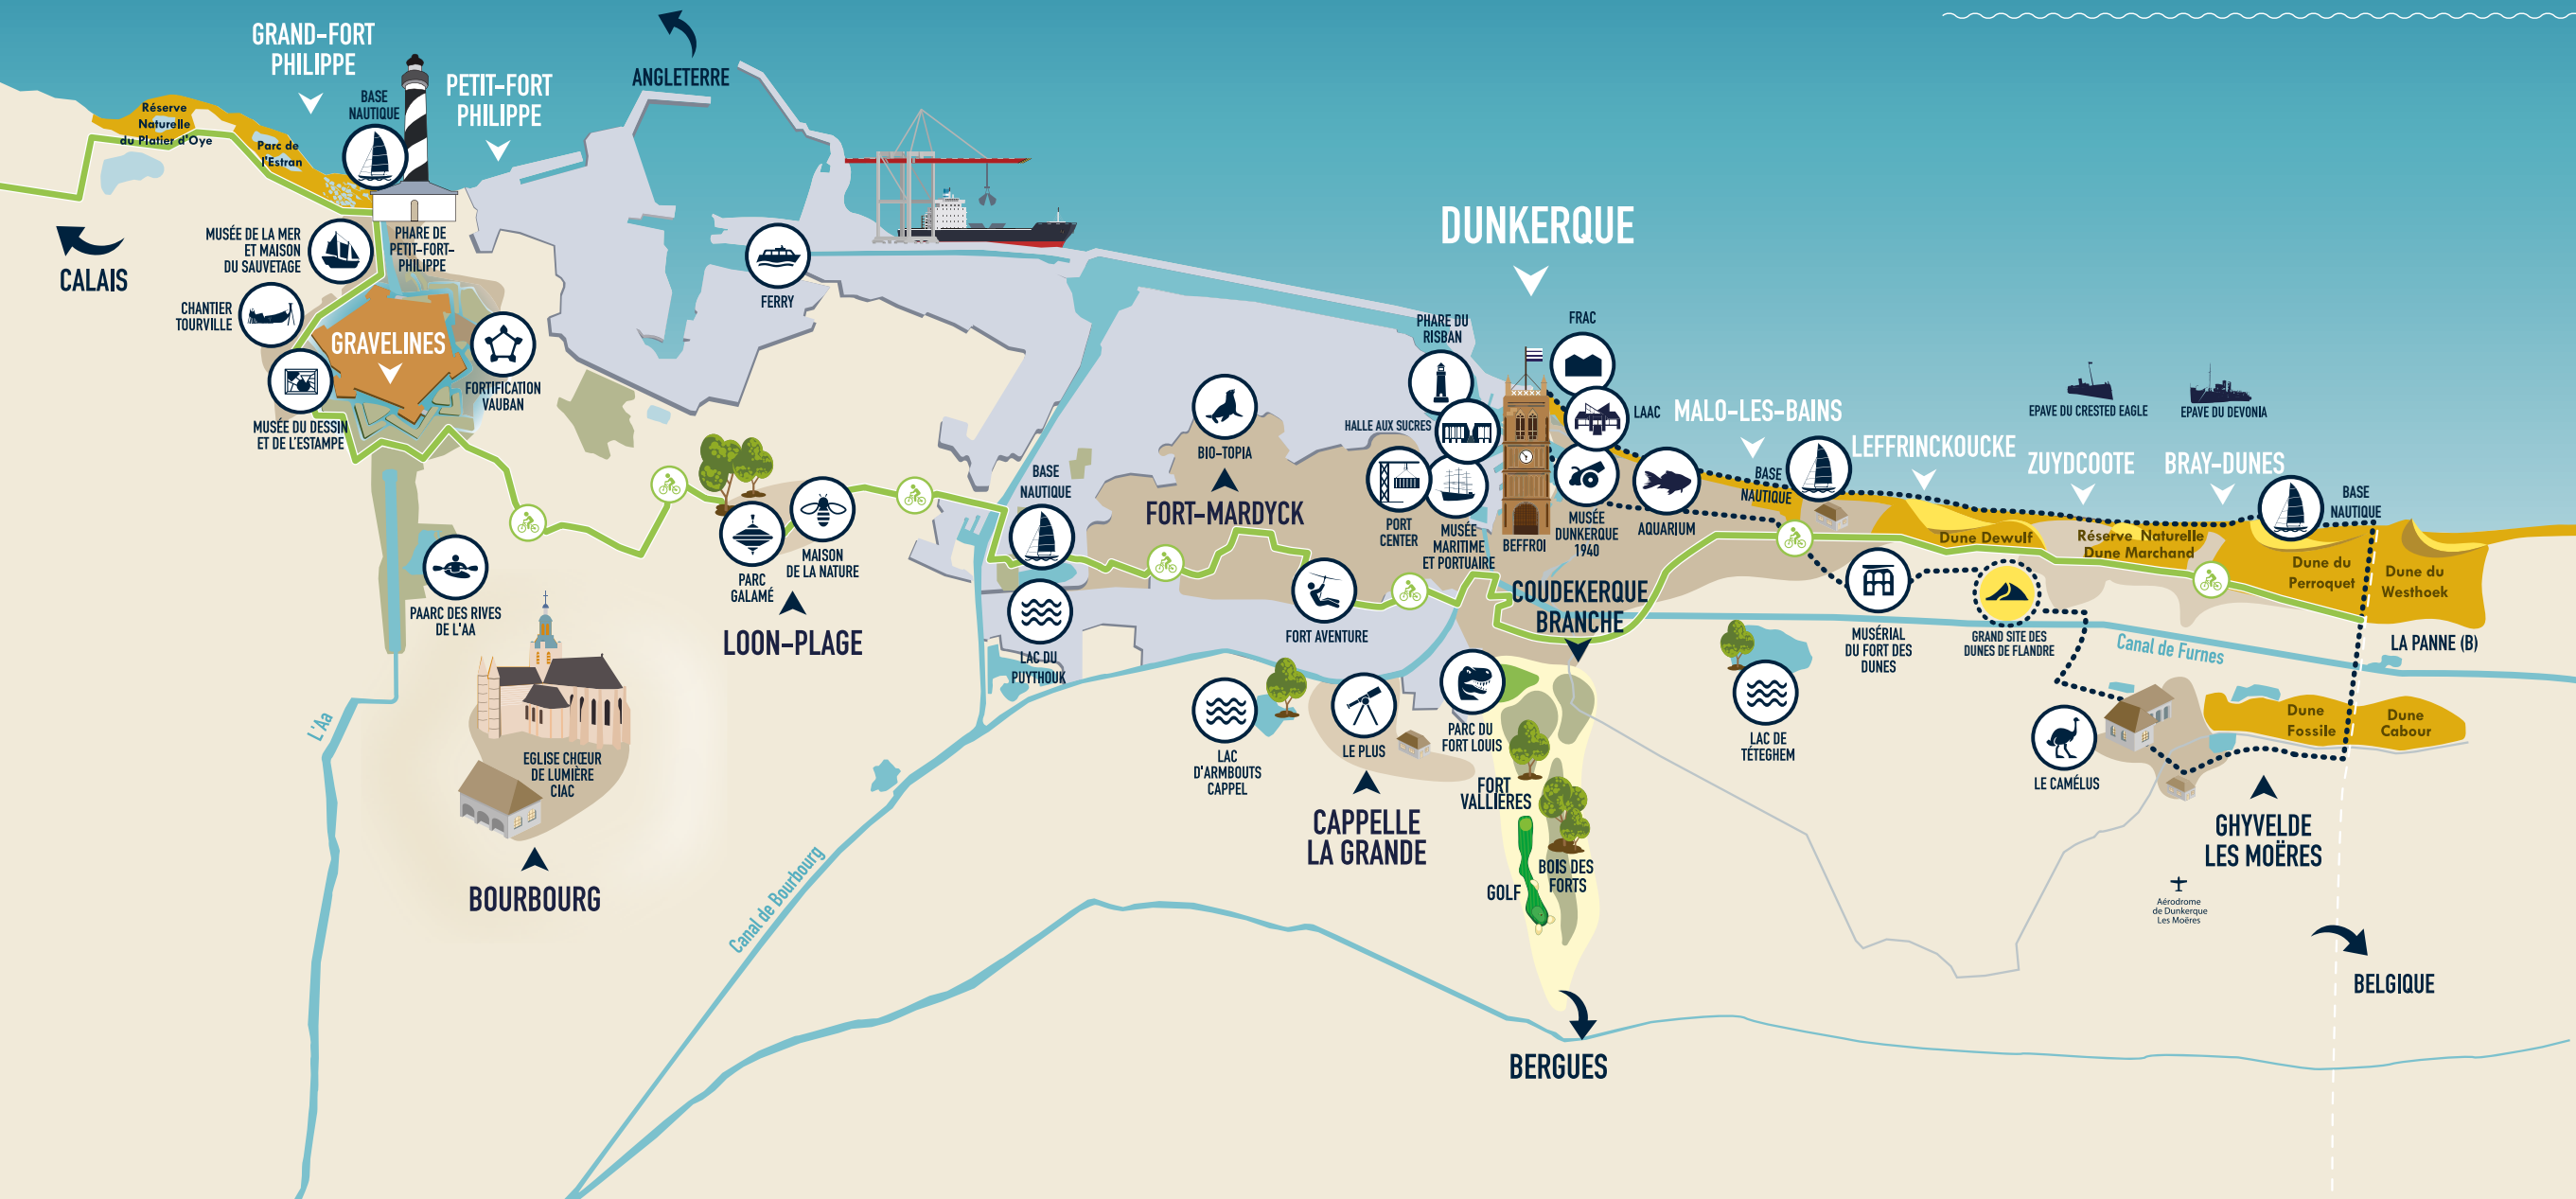 GRAND-FORT
PHILIPPE
BASE
NAUTIQUE
PETIT-FORT
PHILIPPE
ANGLETERRE
Réserve
Naturelle
du Platier d'Oye
Parc de
l'Estran
CALAIS
MUSÉE DE LA MER
ET MAISON
DU SAUVETAGE
PHARE DE
PETIT-FORT-
PHILIPPE
CHANTIER
TOURVILLE
GRAVELINES
FORTIFICATION
VAUBAN
MUSÉE DU DESSIN
ET DE L'ESTAMPE
FERRY
PAARC DES RIVES
DE L'AA
L'Aa
EGLISE CHŒUR
DE LUMIÈRE
CIAC
BOURBOURG
PARC
GALAMÉ
MAISON
DE LA NATURE
LOON-PLAGE
BASE
NAUTIQUE
LAC DU
PUYTHOUK
Canal de Bourbourg
BIO-TOPIA
FORT-MARDYCK
FORT AVENTURE
LAC
D'ARMBOUTS
CAPPEL
LE PLUS
CAPPELLE
LA GRANDE
PARC DU
FORT LOUIS
DUNKERQUE
PHARE DU
RISBAN
FRAC
HALLE AUX SUCRES
LAAC
PORT
CENTER
MUSÉE
MARITIME
ET PORTUAIRE
BEFFROI
MUSÉE
DUNKERQUE
1940
AQUARIUM
COUDEKERQUE
BRANCHE
FORT
VALLIÈRES
BOIS DES
FORTS
GOLF
BERGUES
MALO-LES-BAINS
BASE
NAUTIQUE
LEFFRINCKOUCKE
EPAVE DU CRESTED EAGLE
EPAVE DU DEVONIA
ZUYDCOOTE
BRAY-DUNES
BASE
NAUTIQUE
Dune Dewulf
Réserve Naturelle
Dune Marchand
Dune du
Perroquet
Dune du
Westhoek
MUSÉRIAL
DU FORT DES
DUNES
GRAND SITE DES
DUNES DE FLANDRE
Canal de Furnes
LA PANNE (B)
LAC DE
TÉTEGHEM
LE CAMÉLUS
Dune
Fossile
Dune
Cabour
GHYVELDE
LES MOËRES
Aérodrome
de Dunkerque
Les Moëres
BELGIQUE